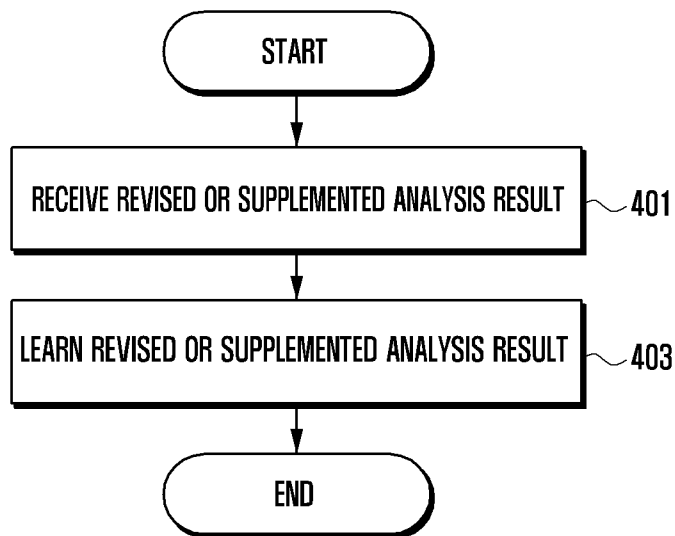 START
RECEIVE REVISED OR SUPPLEMENTED ANALYSIS RESULT 401
LEARN REVISED OR SUPPLEMENTED ANALYSIS RESULT 403
END